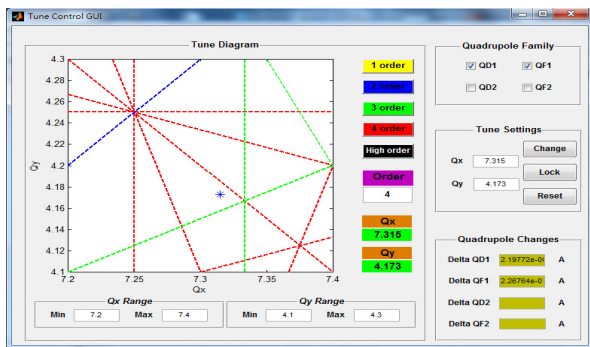 Tune Control GUI
Tune Diagram
4.3
4.28
4.26
4.24
4.22
4.2
4.18
4.16
4.14
4.12
4.1
Qy
7.2 7.25 7.3 7.35 7.4
Qx
1 order
2 order
3 order
4 order
High order
Order
4
Qx
7.315
Qy
4.173
Qx Range
Min 7.2 Max 7.4
Qy Range
Min 4.1 Max 4.3
Quadrupole Family
QD1 QF1
QD2 QF2
Tune Settings
Qx 7.315
Qy 4.173
Change
Lock
Reset
Quadrupole Changes
Delta QD1 A
Delta QF1 A
Delta QD2 A
Delta QF2 A